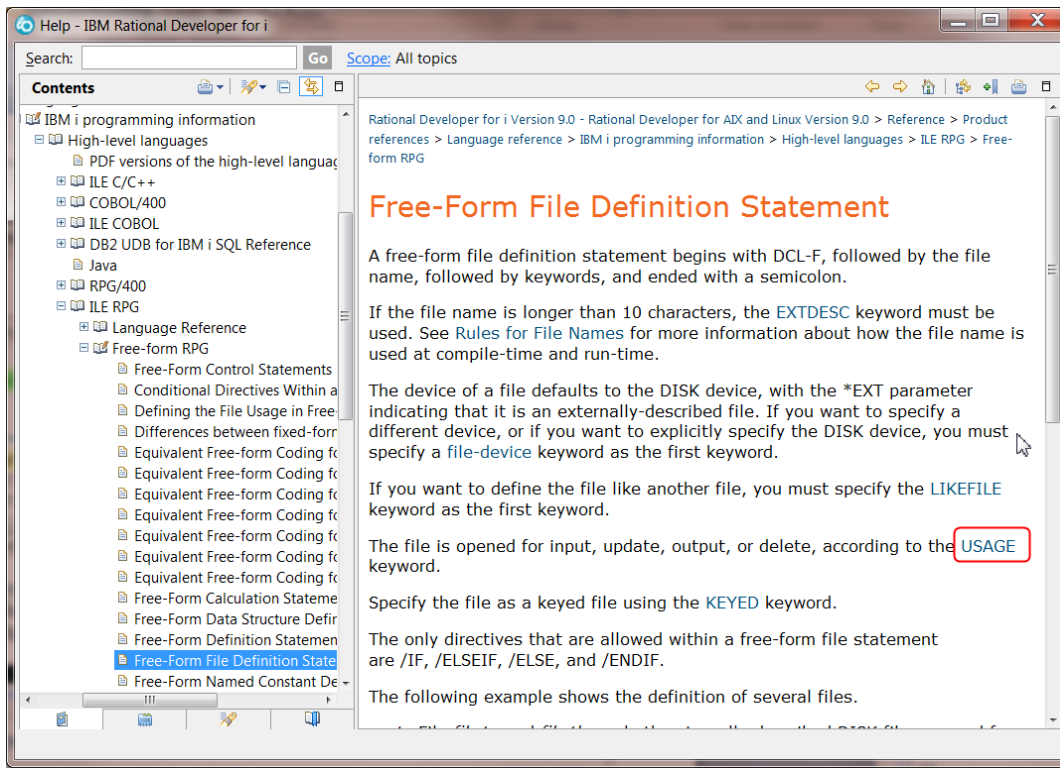 Help - IBM Rational Developer for i
Search:
Go
Scope: All topics
Contents
IBM i programming information
High-level languages
PDF versions of the high-level languag
ILE C/C++
COBOL/400
ILE COBOL
DB2 UDB for IBM i SQL Reference
Java
RPG/400
ILE RPG
Language Reference
Free-form RPG
Free-Form Control Statements
Conditional Directives Within a
Defining the File Usage in Free-
Differences between fixed-form
Equivalent Free-form Coding fo
Equivalent Free-form Coding fo
Equivalent Free-form Coding fo
Equivalent Free-form Coding fo
Equivalent Free-form Coding fo
Equivalent Free-form Coding fo
Equivalent Free-form Coding fo
Free-Form Calculation Stateme
Free-Form Data Structure Defin
Free-Form Definition Statemen
Free-Form File Definition State
Free-Form Named Constant De
Rational Developer for i Version 9.0 - Rational Developer for AIX and Linux Version 9.0 > Reference > Product
references > Language reference > IBM i programming information > High-level languages > ILE RPG > Free-
form RPG
Free-Form File Definition Statement
A free-form file definition statement begins with DCL-F, followed by the file
name, followed by keywords, and ended with a semicolon.
If the file name is longer than 10 characters, the EXTDESC keyword must be
used. See Rules for File Names for more information about how the file name is
used at compile-time and run-time.
The device of a file defaults to the DISK device, with the *EXT parameter
indicating that it is an externally-described file. If you want to specify a
different device, or if you want to explicitly specify the DISK device, you must
specify a file-device keyword as the first keyword.
If you want to define the file like another file, you must specify the LIKEFILE
keyword as the first keyword.
The file is opened for input, update, output, or delete, according to the USAGE
keyword.
Specify the file as a keyed file using the KEYED keyword.
The only directives that are allowed within a free-form file statement
are /IF, /ELSEIF, /ELSE, and /ENDIF.
The following example shows the definition of several files.